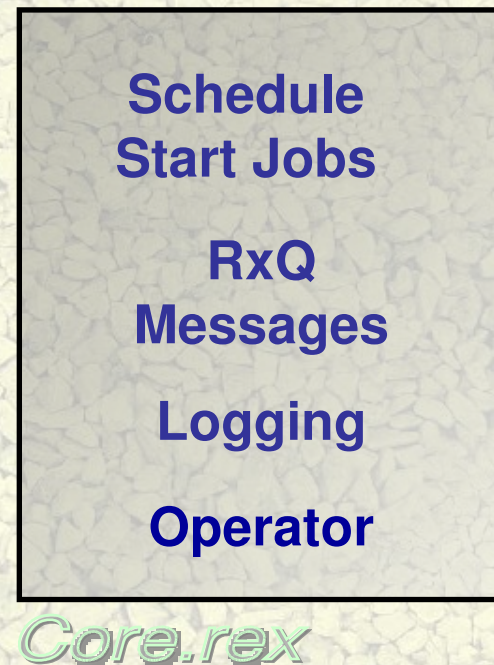 Schedule
Start Jobs
RxQ
Messages
Logging
Operator
Core.rex